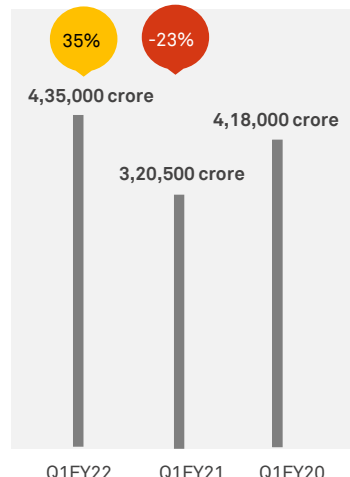 35%
-23%
4,35,000 crore
4,18,000 crore
3,20,500 crore
Q1FY22 Q1FY21 Q1FY20